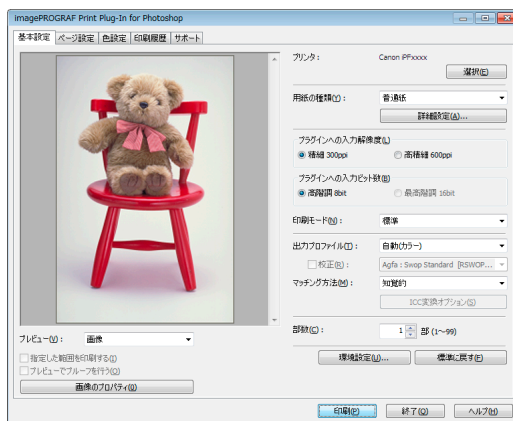 imagePROGRAF Print Plug-In for Photoshop
基本設定 ページ設定 色設定 印刷履歴 サポート
プリンタ： Canon iPFxxxx
選択(E)
用紙の種類(Y)： 普通紙
詳細設定(A)...
プラグインへの入力解像度(L)
精細 300ppi 高精細 600ppi
プラグインへの入力ビット数(B)
高階調 8bit 最高階調 16bit
印刷モード(N)： 標準
出力プロファイル(T)： 自動(カラー)
校正(R)： Agfa : Swop Standard [RSWOP...
マッチング方法(M)： 知覚的
ICC変換オプション(S)
部数(C)： 1 部 (1～99)
プレビュー(V)： 画像
指定した範囲を印刷する(I)
プレビューでプルーフを行う(O)
画像のプロパティ(G)
環境設定(U)... 標準に戻す(F)
印刷(P) 終了(Q) ヘルプ(H)